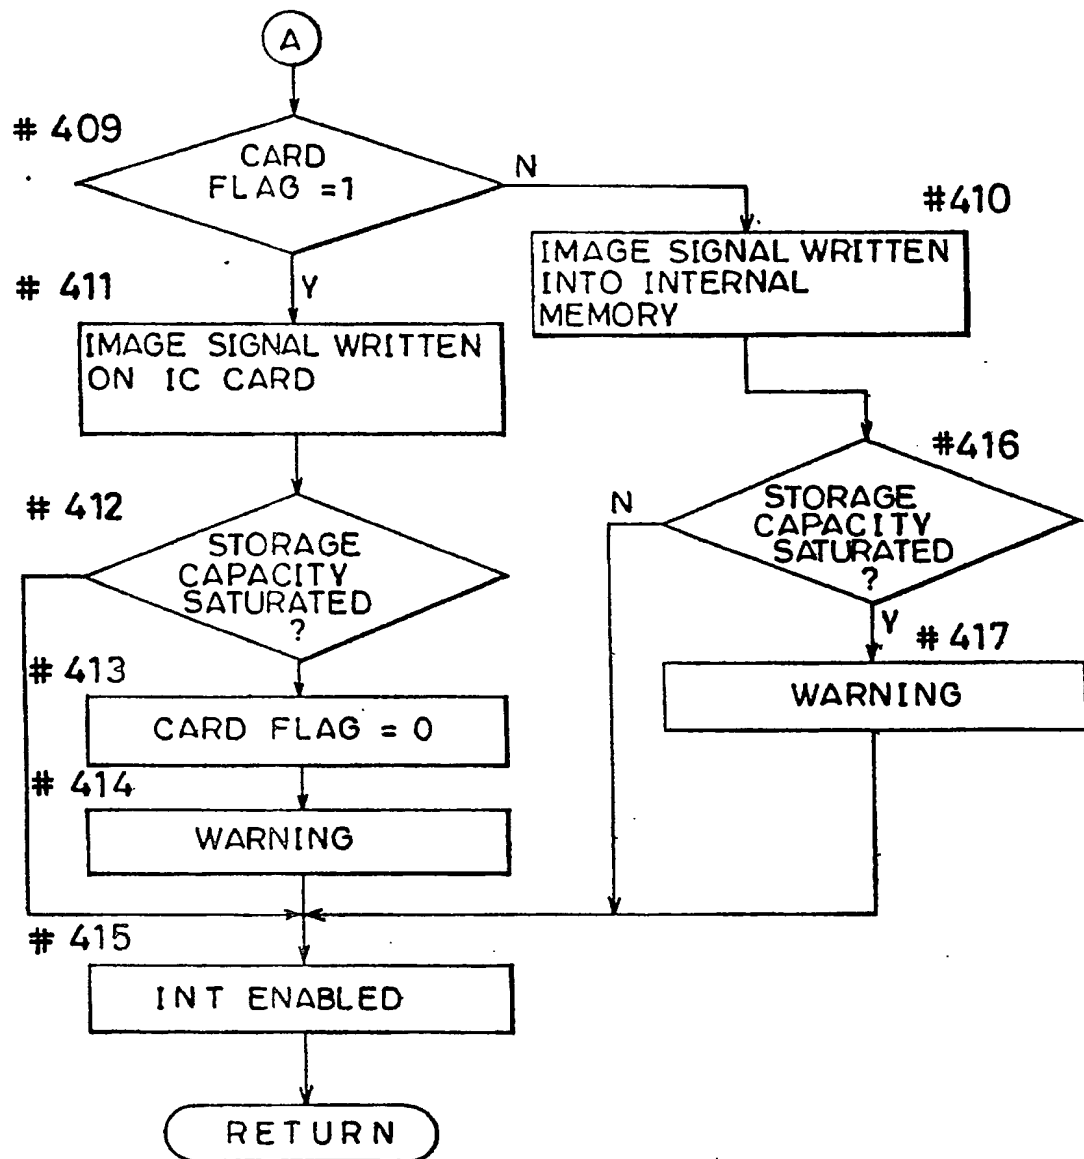 A
# 409
CARD
FLAG =1
N
#410
IMAGE SIGNAL WRITTEN
INTO INTERNAL
MEMORY
# 411
Y
IMAGE SIGNAL WRITTEN
ON IC CARD
#416
N
STORAGE
CAPACITY
SATURATED
?
Y
# 412
STORAGE
CAPACITY
SATURATED
?
# 417
WARNING
# 413
CARD FLAG = 0
# 414
WARNING
# 415
INT ENABLED
RETURN